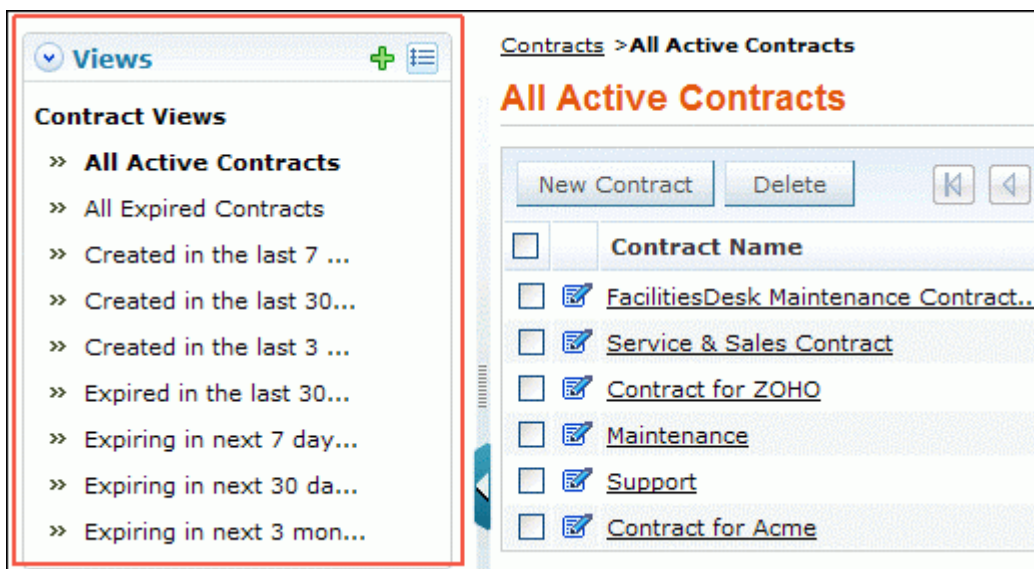 Views
Contract Views
» All Active Contracts
» All Expired Contracts
» Created in the last 7 ...
» Created in the last 30...
» Created in the last 3 ...
» Expired in the last 30...
» Expiring in next 7 day...
» Expiring in next 30 da...
» Expiring in next 3 mon...
Contracts >All Active Contracts
All Active Contracts
New Contract Delete
Contract Name
FacilitiesDesk Maintenance Contract...
Service & Sales Contract
Contract for ZOHO
Maintenance
Support
Contract for Acme